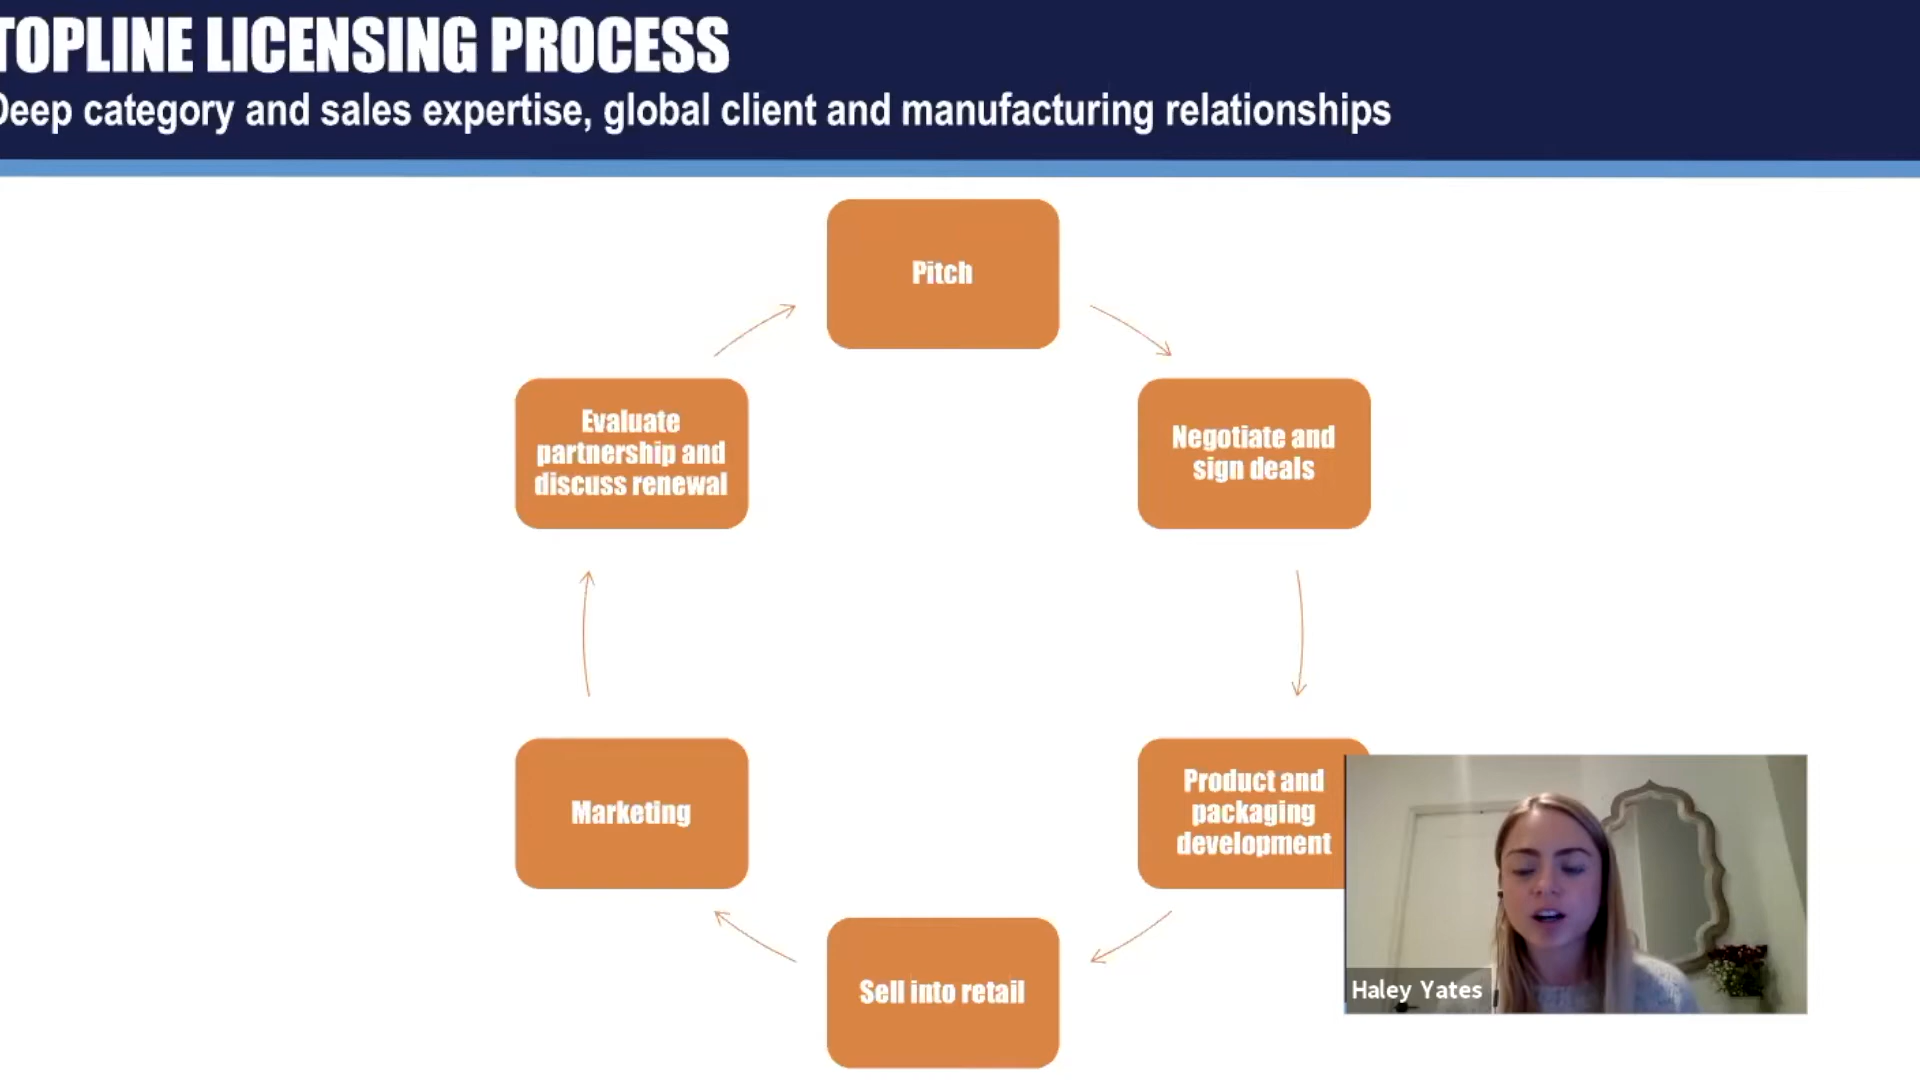 TOPLINE LICENSING PROCESS
Deep category and sales expertise, global client and manufacturing relationships
Pitch
Negotiate and
sign deals
Product and
packaging
development
Sell into retail
Marketing
Evaluate
partnership and
discuss renewal
Haley Yates